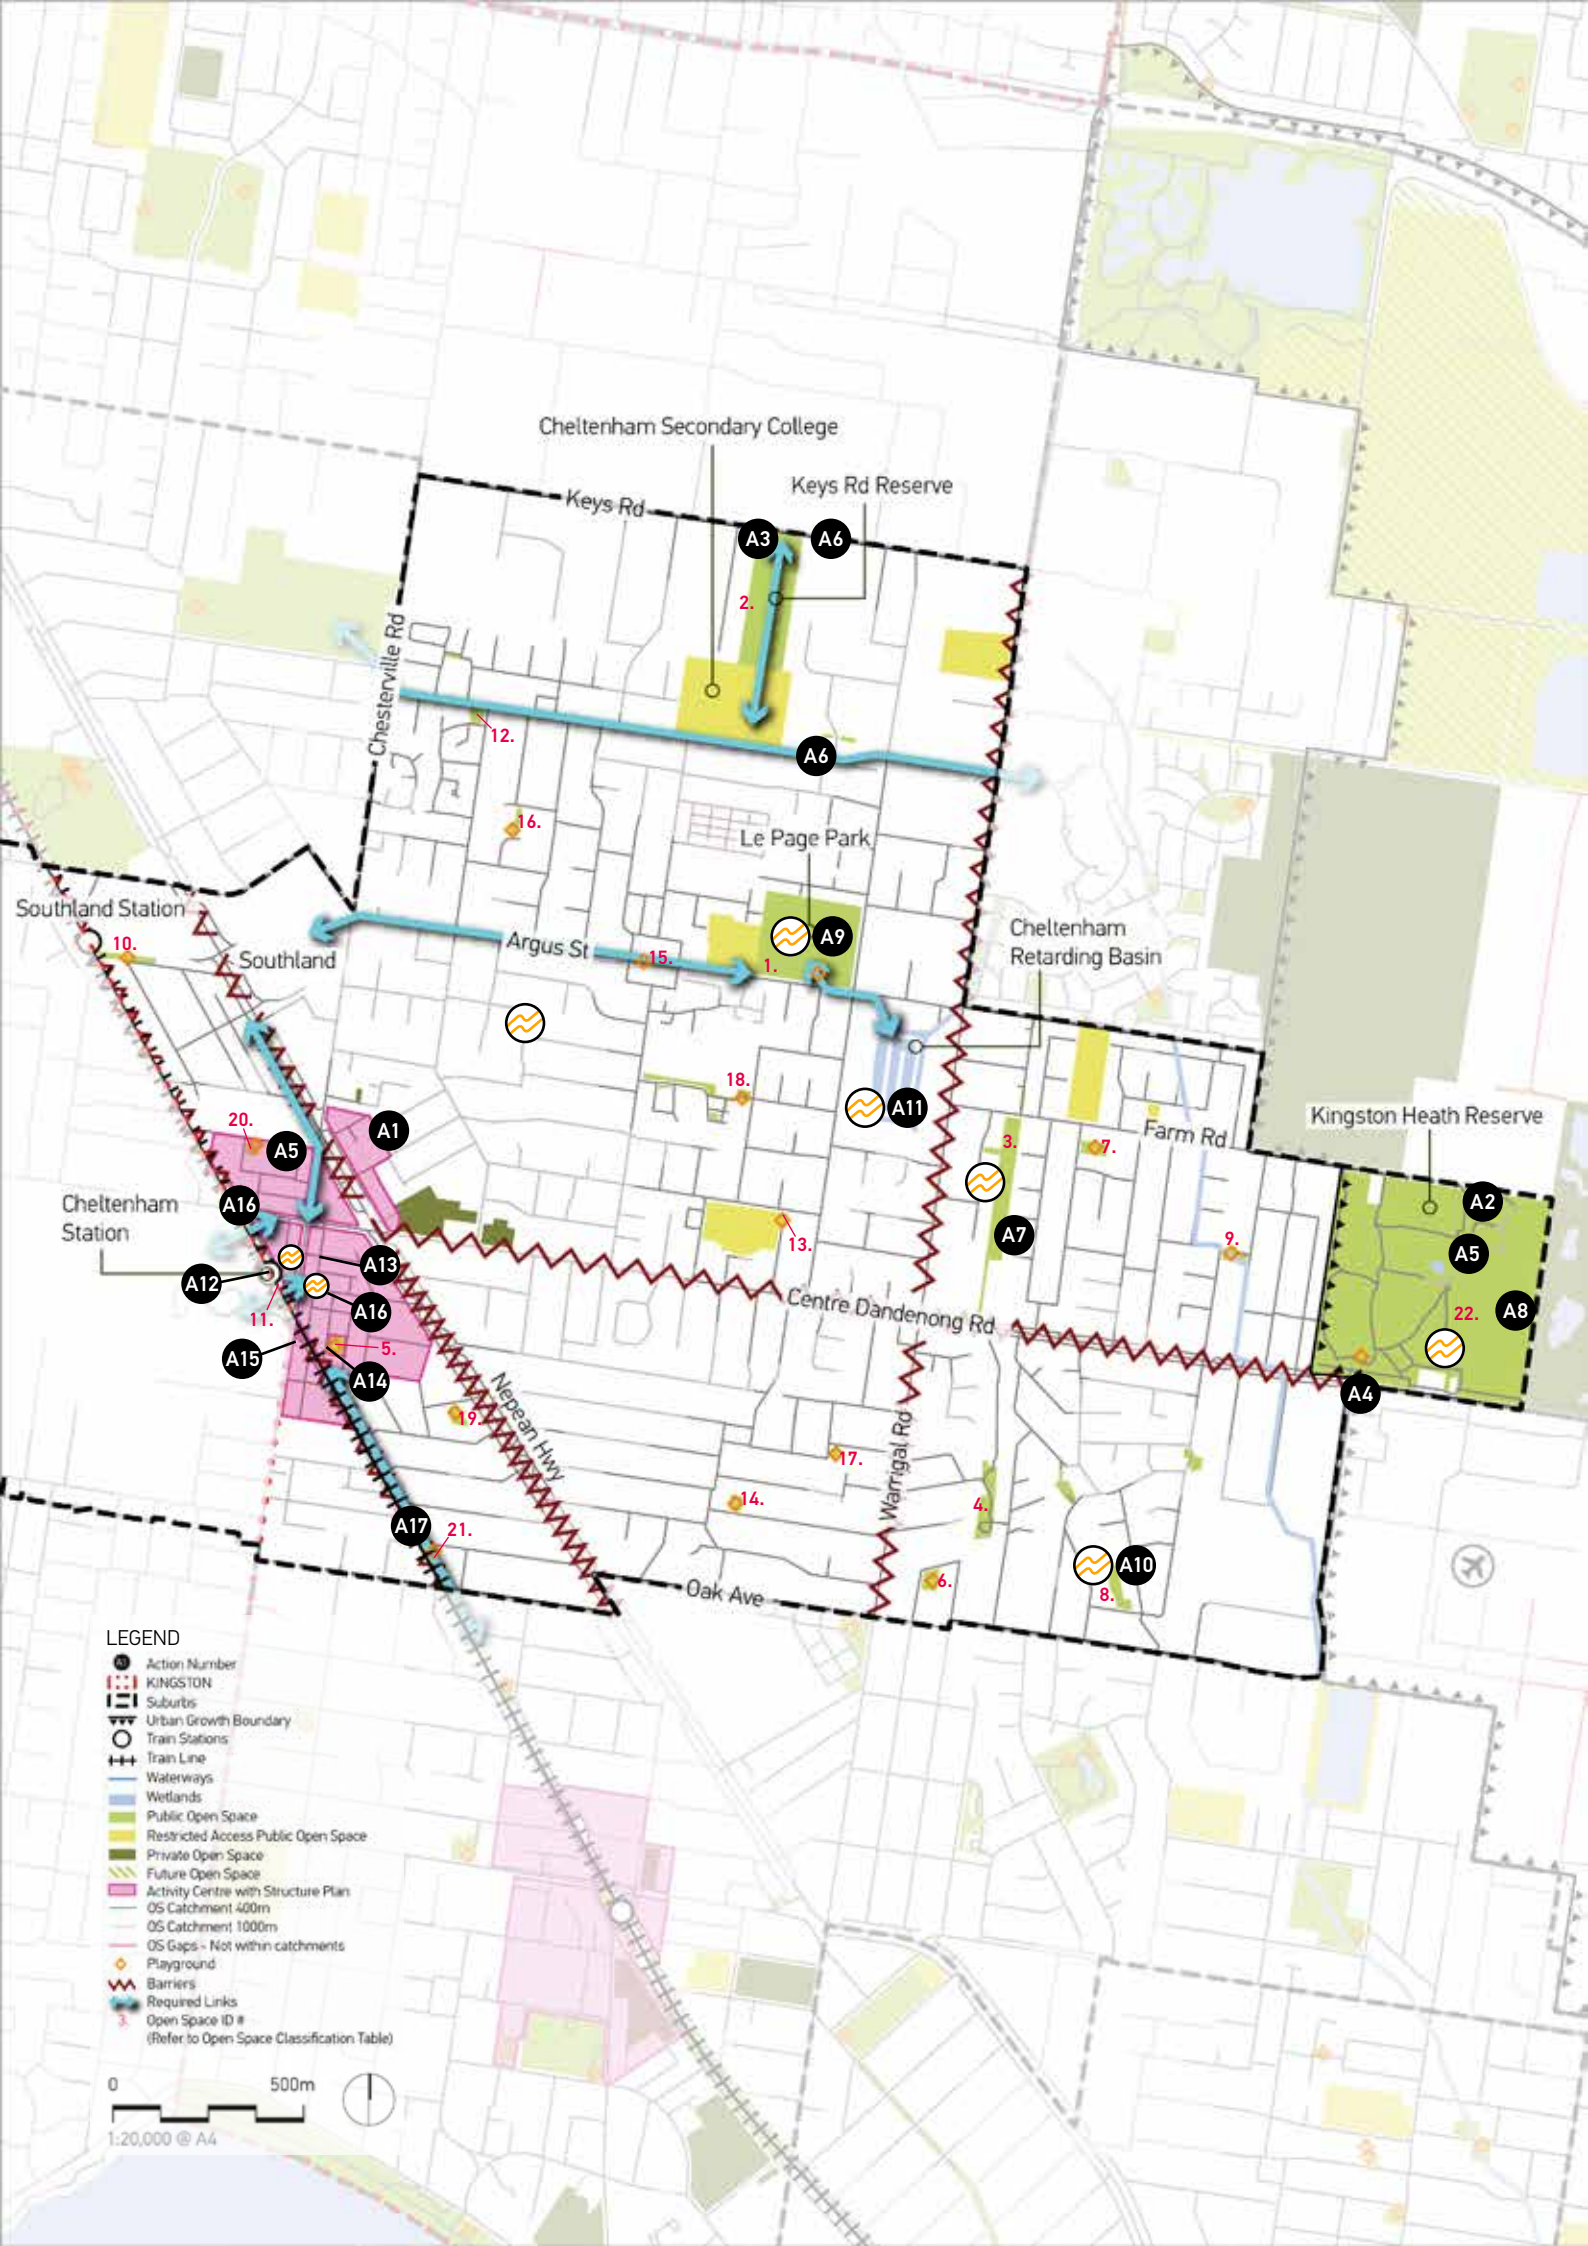 Cheltenham Secondary College
Keys Rd Reserve
Keys Rd
A3
A6
2.
Chesterville Rd
12.
A6
16.
Le Page Park
Southland Station
10.
Southland
Argus St
15.
1.
A9
Cheltenham
Retarding Basin
18.
A11
A1
20.
A5
3.
7.
Farm Rd
Kingston Heath Reserve
A2
A16
Cheltenham
Station
A7
13.
9.
A5
A13
A12
A16
11.
Centre Dandenong Rd
A8
22.
A15
5.
A14
A4
Nepean Hwy
19.
17.
Warrigal Rd
14.
4.
A17
21.
A10
6.
8.
Oak Ave
LEGEND
Action Number
KINGSTON
Suburbs
Urban Growth Boundary
Train Stations
Train Line
Waterways
Wetlands
Public Open Space
Restricted Access Public Open Space
Private Open Space
Future Open Space
Activity Centre with Structure Plan
OS Catchment 400m
OS Catchment 1000m
OS Gaps - Not within catchments
Playground
Barriers
Required Links
3. Open Space ID #
(Refer to Open Space Classification Table)
0 500m
1:20,000 @ A4